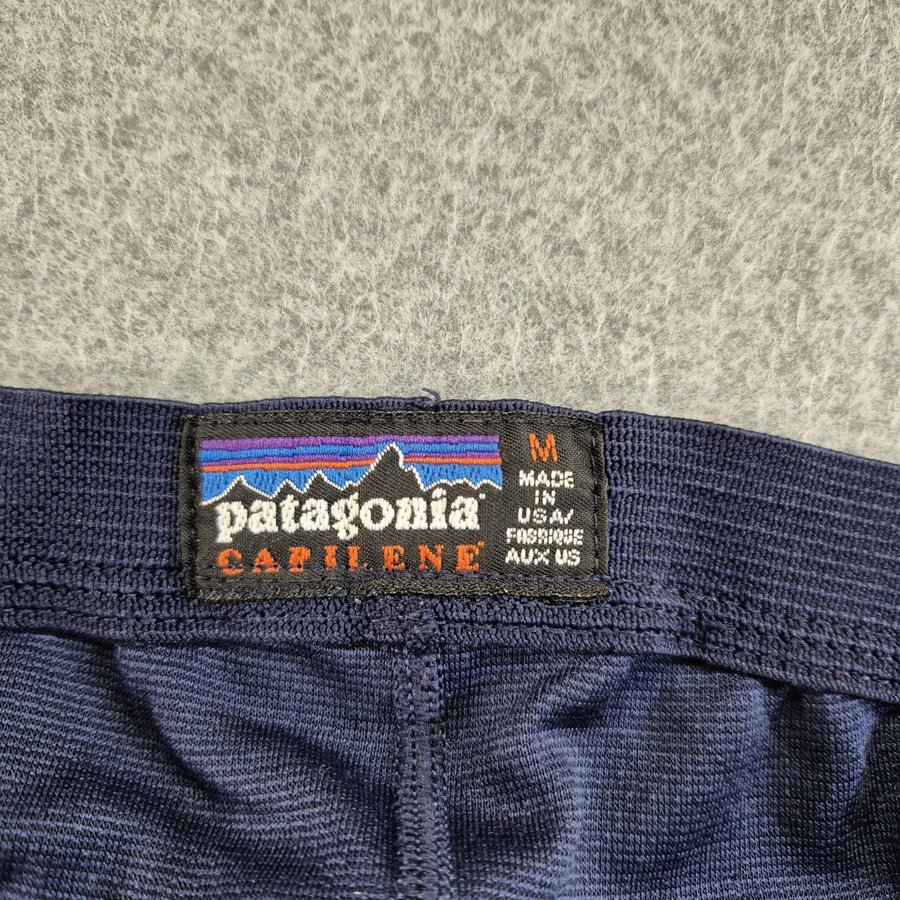 patagonia®
CAPILENE®
M
MADE
IN
USA/
FABRIQUE
AUX US